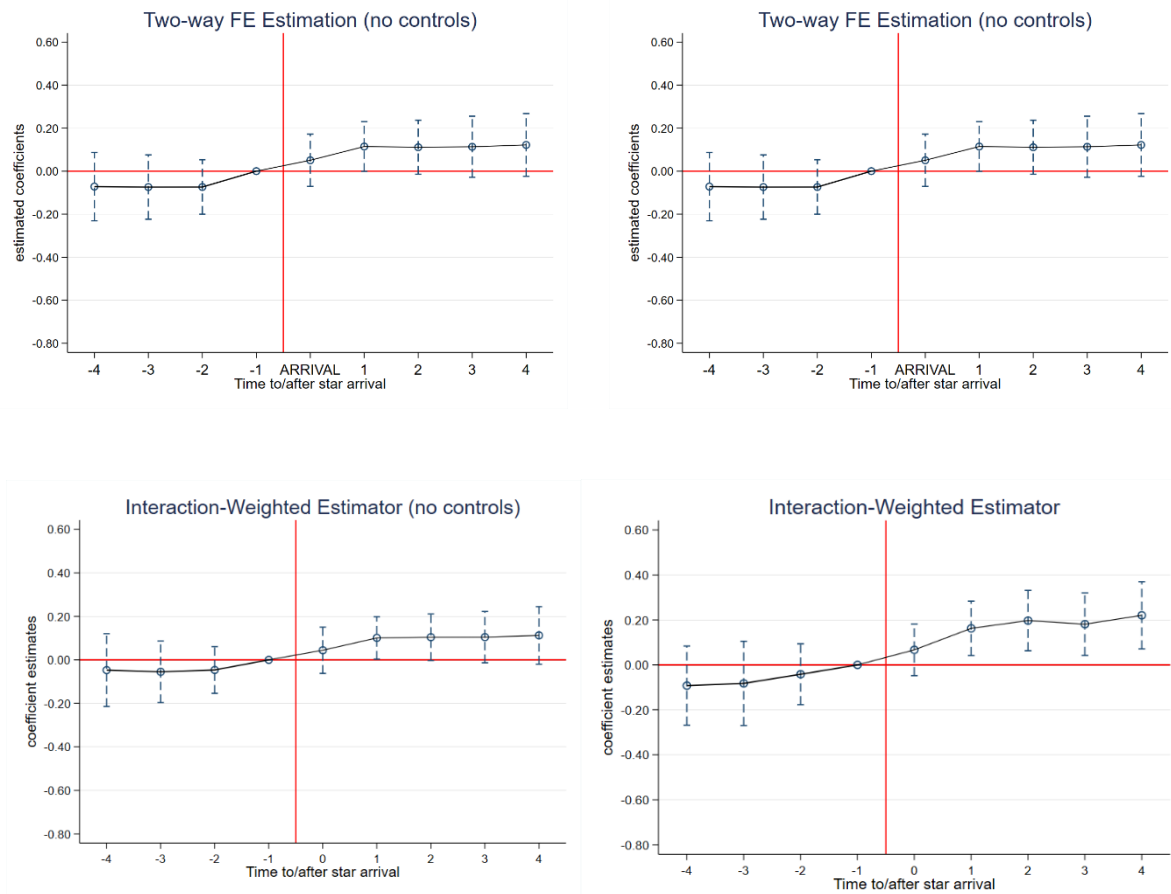 Two-way FE Estimation (no controls)
0.60
0.40
0.20
0.00
-0.20
-0.40
-0.60
-0.80
estimated coefficients
-4 -3 -2 -1 ARRIVAL 1 2 3 4
Time to/after star arrival
Two-way FE Estimation (no controls)
0.60
0.40
0.20
0.00
-0.20
-0.40
-0.60
-0.80
estimated coefficients
-4 -3 -2 -1 ARRIVAL 1 2 3 4
Time to/after star arrival
Interaction-Weighted Estimator (no controls)
0.60
0.40
0.20
0.00
-0.20
-0.40
-0.60
-0.80
coefficient estimates
-4 -3 -2 -1 0 1 2 3 4
Time to/after star arrival
Interaction-Weighted Estimator
0.60
0.40
0.20
0.00
-0.20
-0.40
-0.60
-0.80
coefficient estimates
-4 -3 -2 -1 0 1 2 3 4
Time to/after star arrival